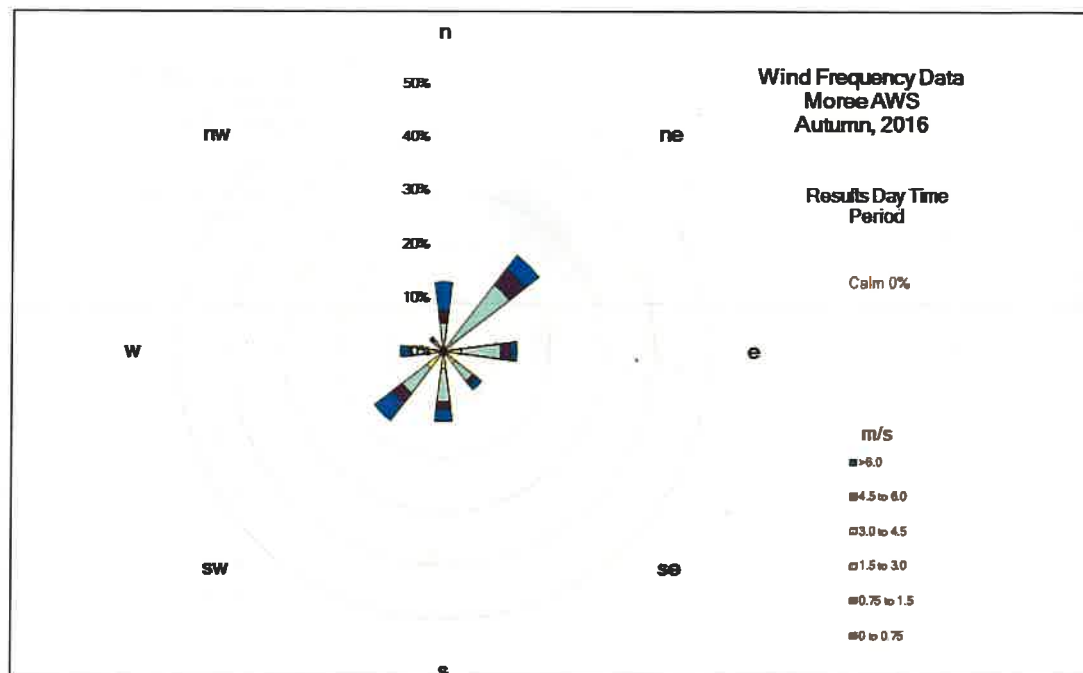 n
Wind Frequency Data
Moree AWS
Autumn, 2016
50%
40%
30%
20%
10%
nw
ne
Results Day Time
Period
Calm 0%
w
e
m/s
>6.0
4.5 to 6.0
3.0 to 4.5
1.5 to 3.0
0.75 to 1.5
0 to 0.75
sw
se
s